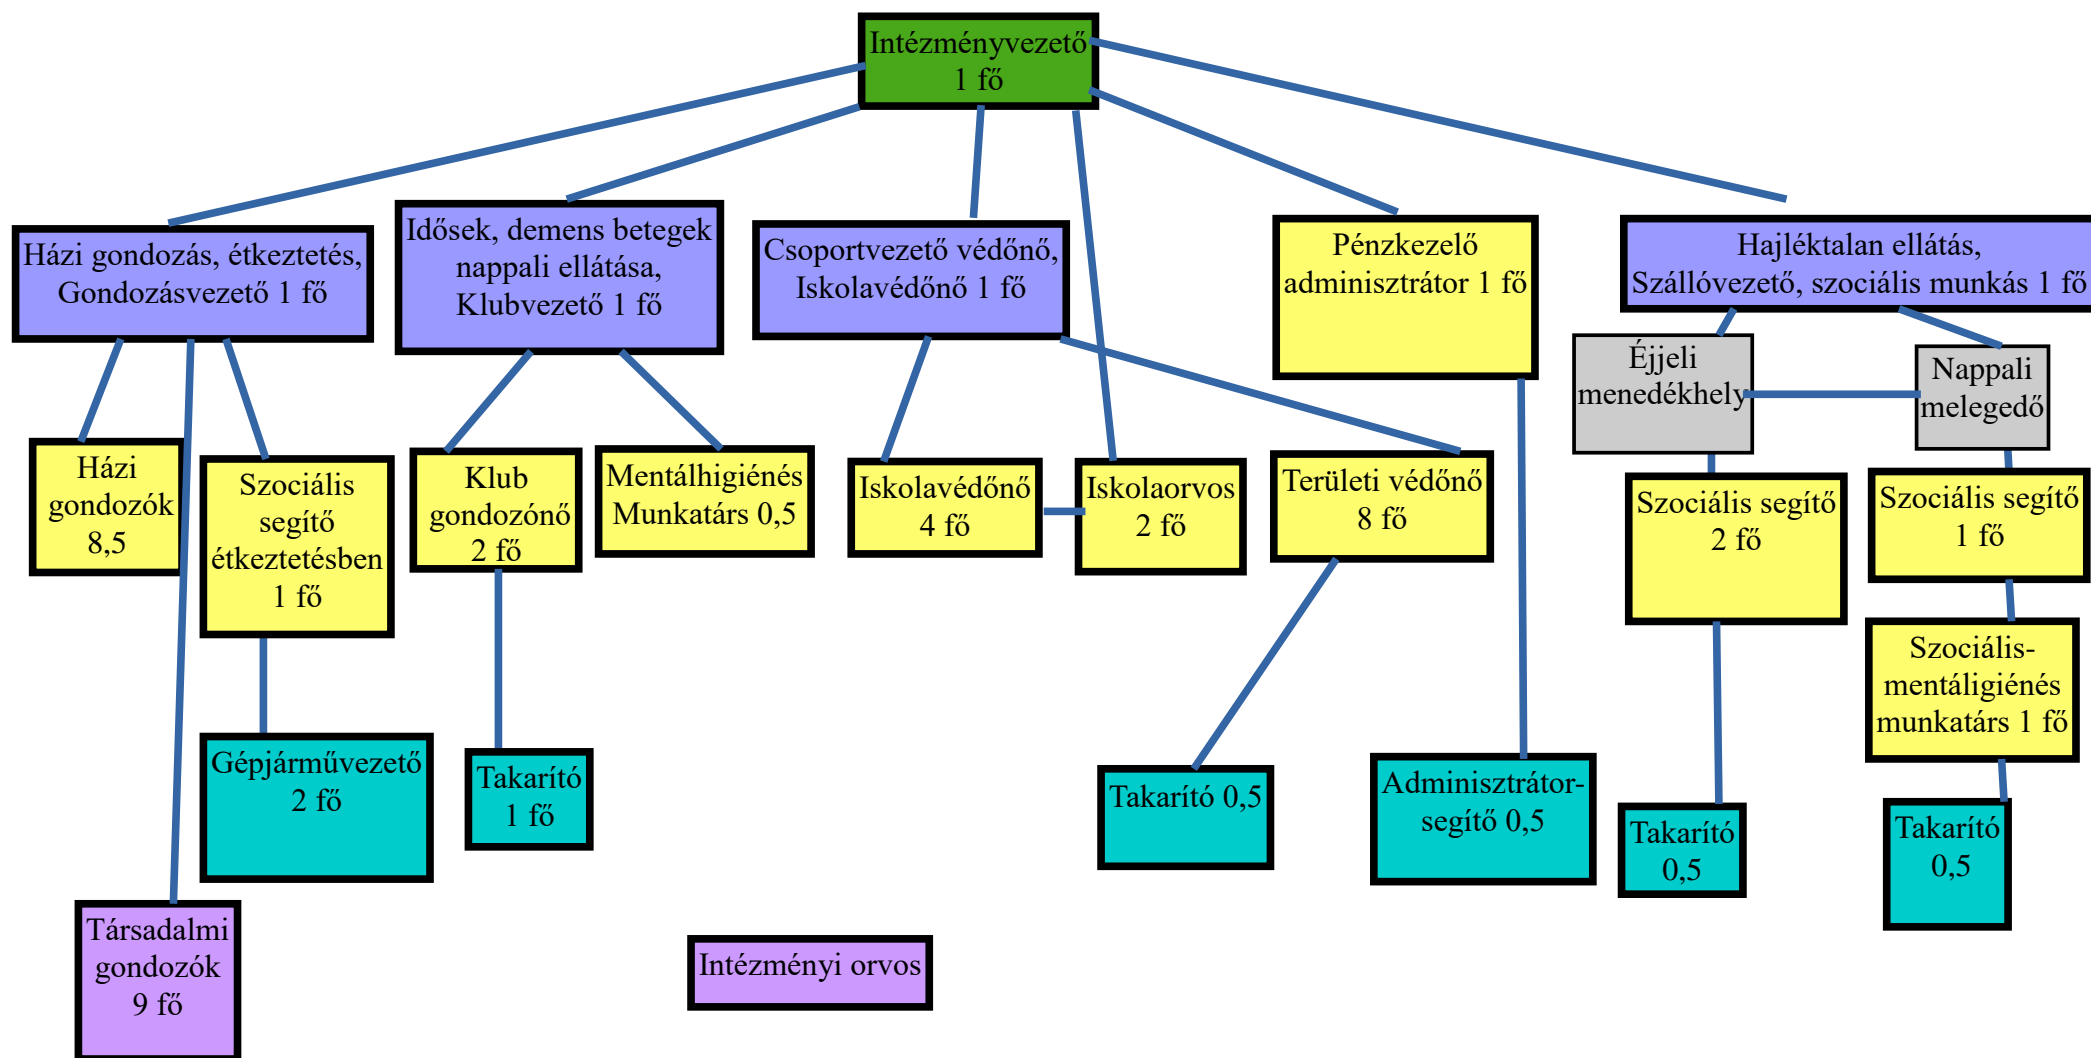 Intézményvezető
1 fő
Házi gondozás, étkeztetés,
Gondozásvezető 1 fő
Idősek, demens betegek
nappali ellátása,
Klubvezető 1 fő
Csoportvezető védőnő,
Iskolavédőnő 1 fő
Pénzkezelő
adminisztrátor 1 fő
Hajléktalan ellátás,
Szállóvezető, szociális munkás 1 fő
Éjjeli
menedékhely
Nappali
melegedő
Házi
gondozók
8,5
Szociális
segítő
étkeztetésben
1 fő
Klub
gondozónő
2 fő
Mentálhigiénés
Munkatárs 0,5
Iskolavédőnő
4 fő
Iskolaorvos
2 fő
Területi védőnő
8 fő
Szociális segítő
2 fő
Szociális segítő
1 fő
Szociális-
mentáligiénés
munkatárs 1 fő
Gépjárművezető
2 fő
Takarító
1 fő
Takarító 0,5
Adminisztrátor-
segítő 0,5
Takarító
0,5
Takarító
0,5
Társadalmi
gondozók
9 fő
Intézményi orvos